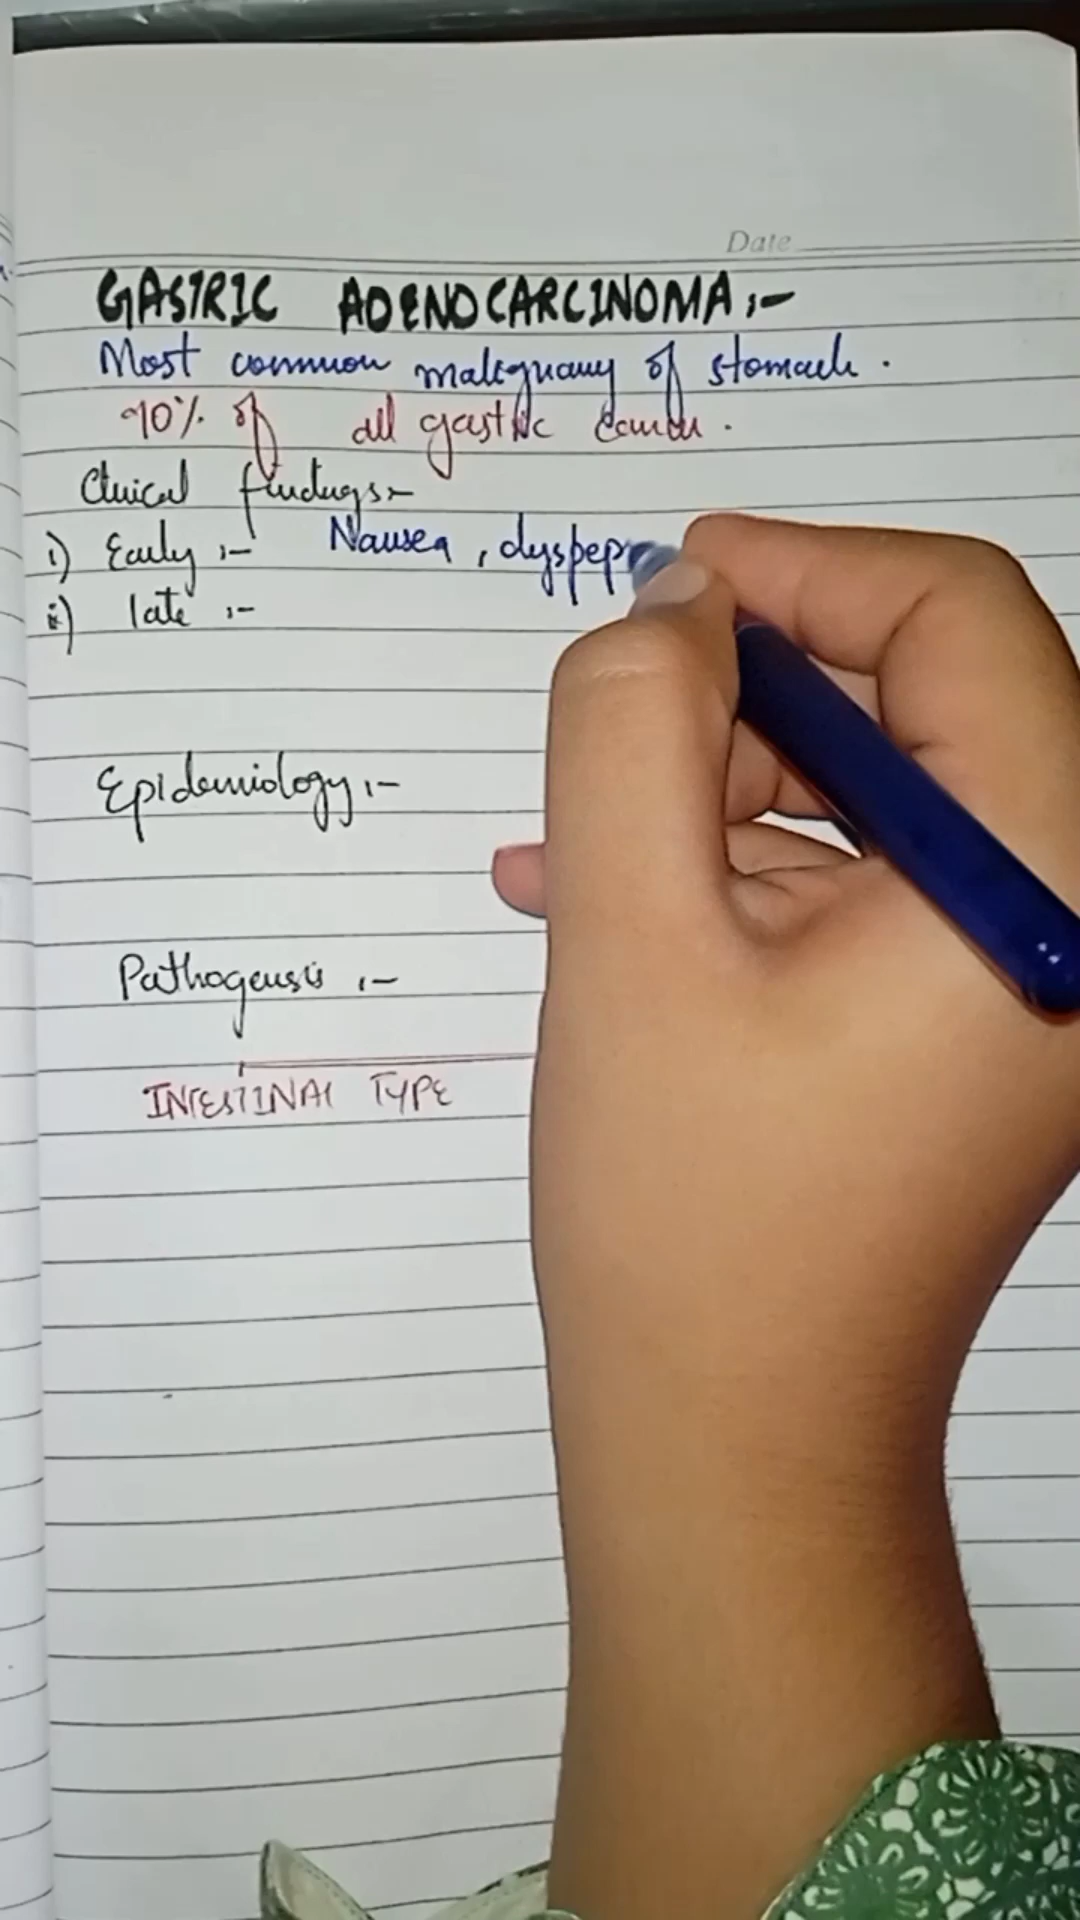 Date
GASTRIC ADENOCARCINOMA :-
Most common malignancy of stomach .
90% of all gastric cancer .
Clinical findings :-
i) Early :- Nausea , dyspep
ii) late :-
Epidemiology :-
Pathogensis :-
INTESTINAL TYPE